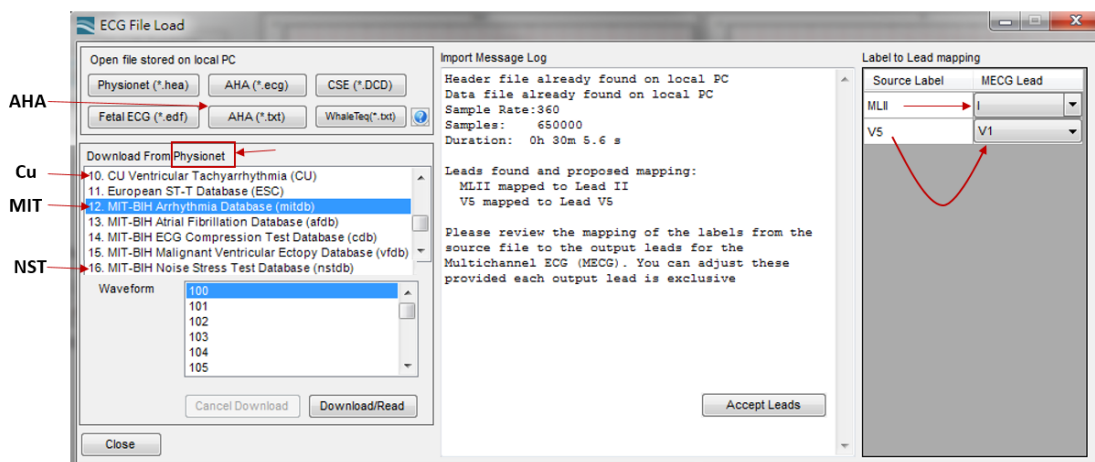 ECG File Load
Open file stored on local PC
Physionet (*.hea)
AHA (*.ecg)
CSE (*.DCD)
AHA
Fetal ECG (*.edf)
AHA (*.txt)
WhaleTeq(*.txt)
?
Download From Physionet
Cu
10. CU Ventricular Tachyarrhythmia (CU)
11. European ST-T Database (ESC)
MIT
12. MIT-BIH Arrhythmia Database (mitdb)
13. MIT-BIH Atrial Fibrillation Database (afdb)
14. MIT-BIH ECG Compression Test Database (cdb)
15. MIT-BIH Malignant Ventricular Ectopy Database (vfdb)
NST
16. MIT-BIH Noise Stress Test Database (nstdb)
Waveform
100
101
102
103
104
105
Cancel Download
Download/Read
Close
Import Message Log
Header file already found on local PC
Data file already found on local PC
Sample Rate:360
Samples: 650000
Duration: 0h 30m 5.6 s
Leads found and proposed mapping:
MLII mapped to Lead II
V5 mapped to Lead V5
Please review the mapping of the labels from the
source file to the output leads for the
Multichannel ECG (MECG). You can adjust these
provided each output lead is exclusive
Accept Leads
Label to Lead mapping
Source Label MECG Lead
MLII I
V5 V1